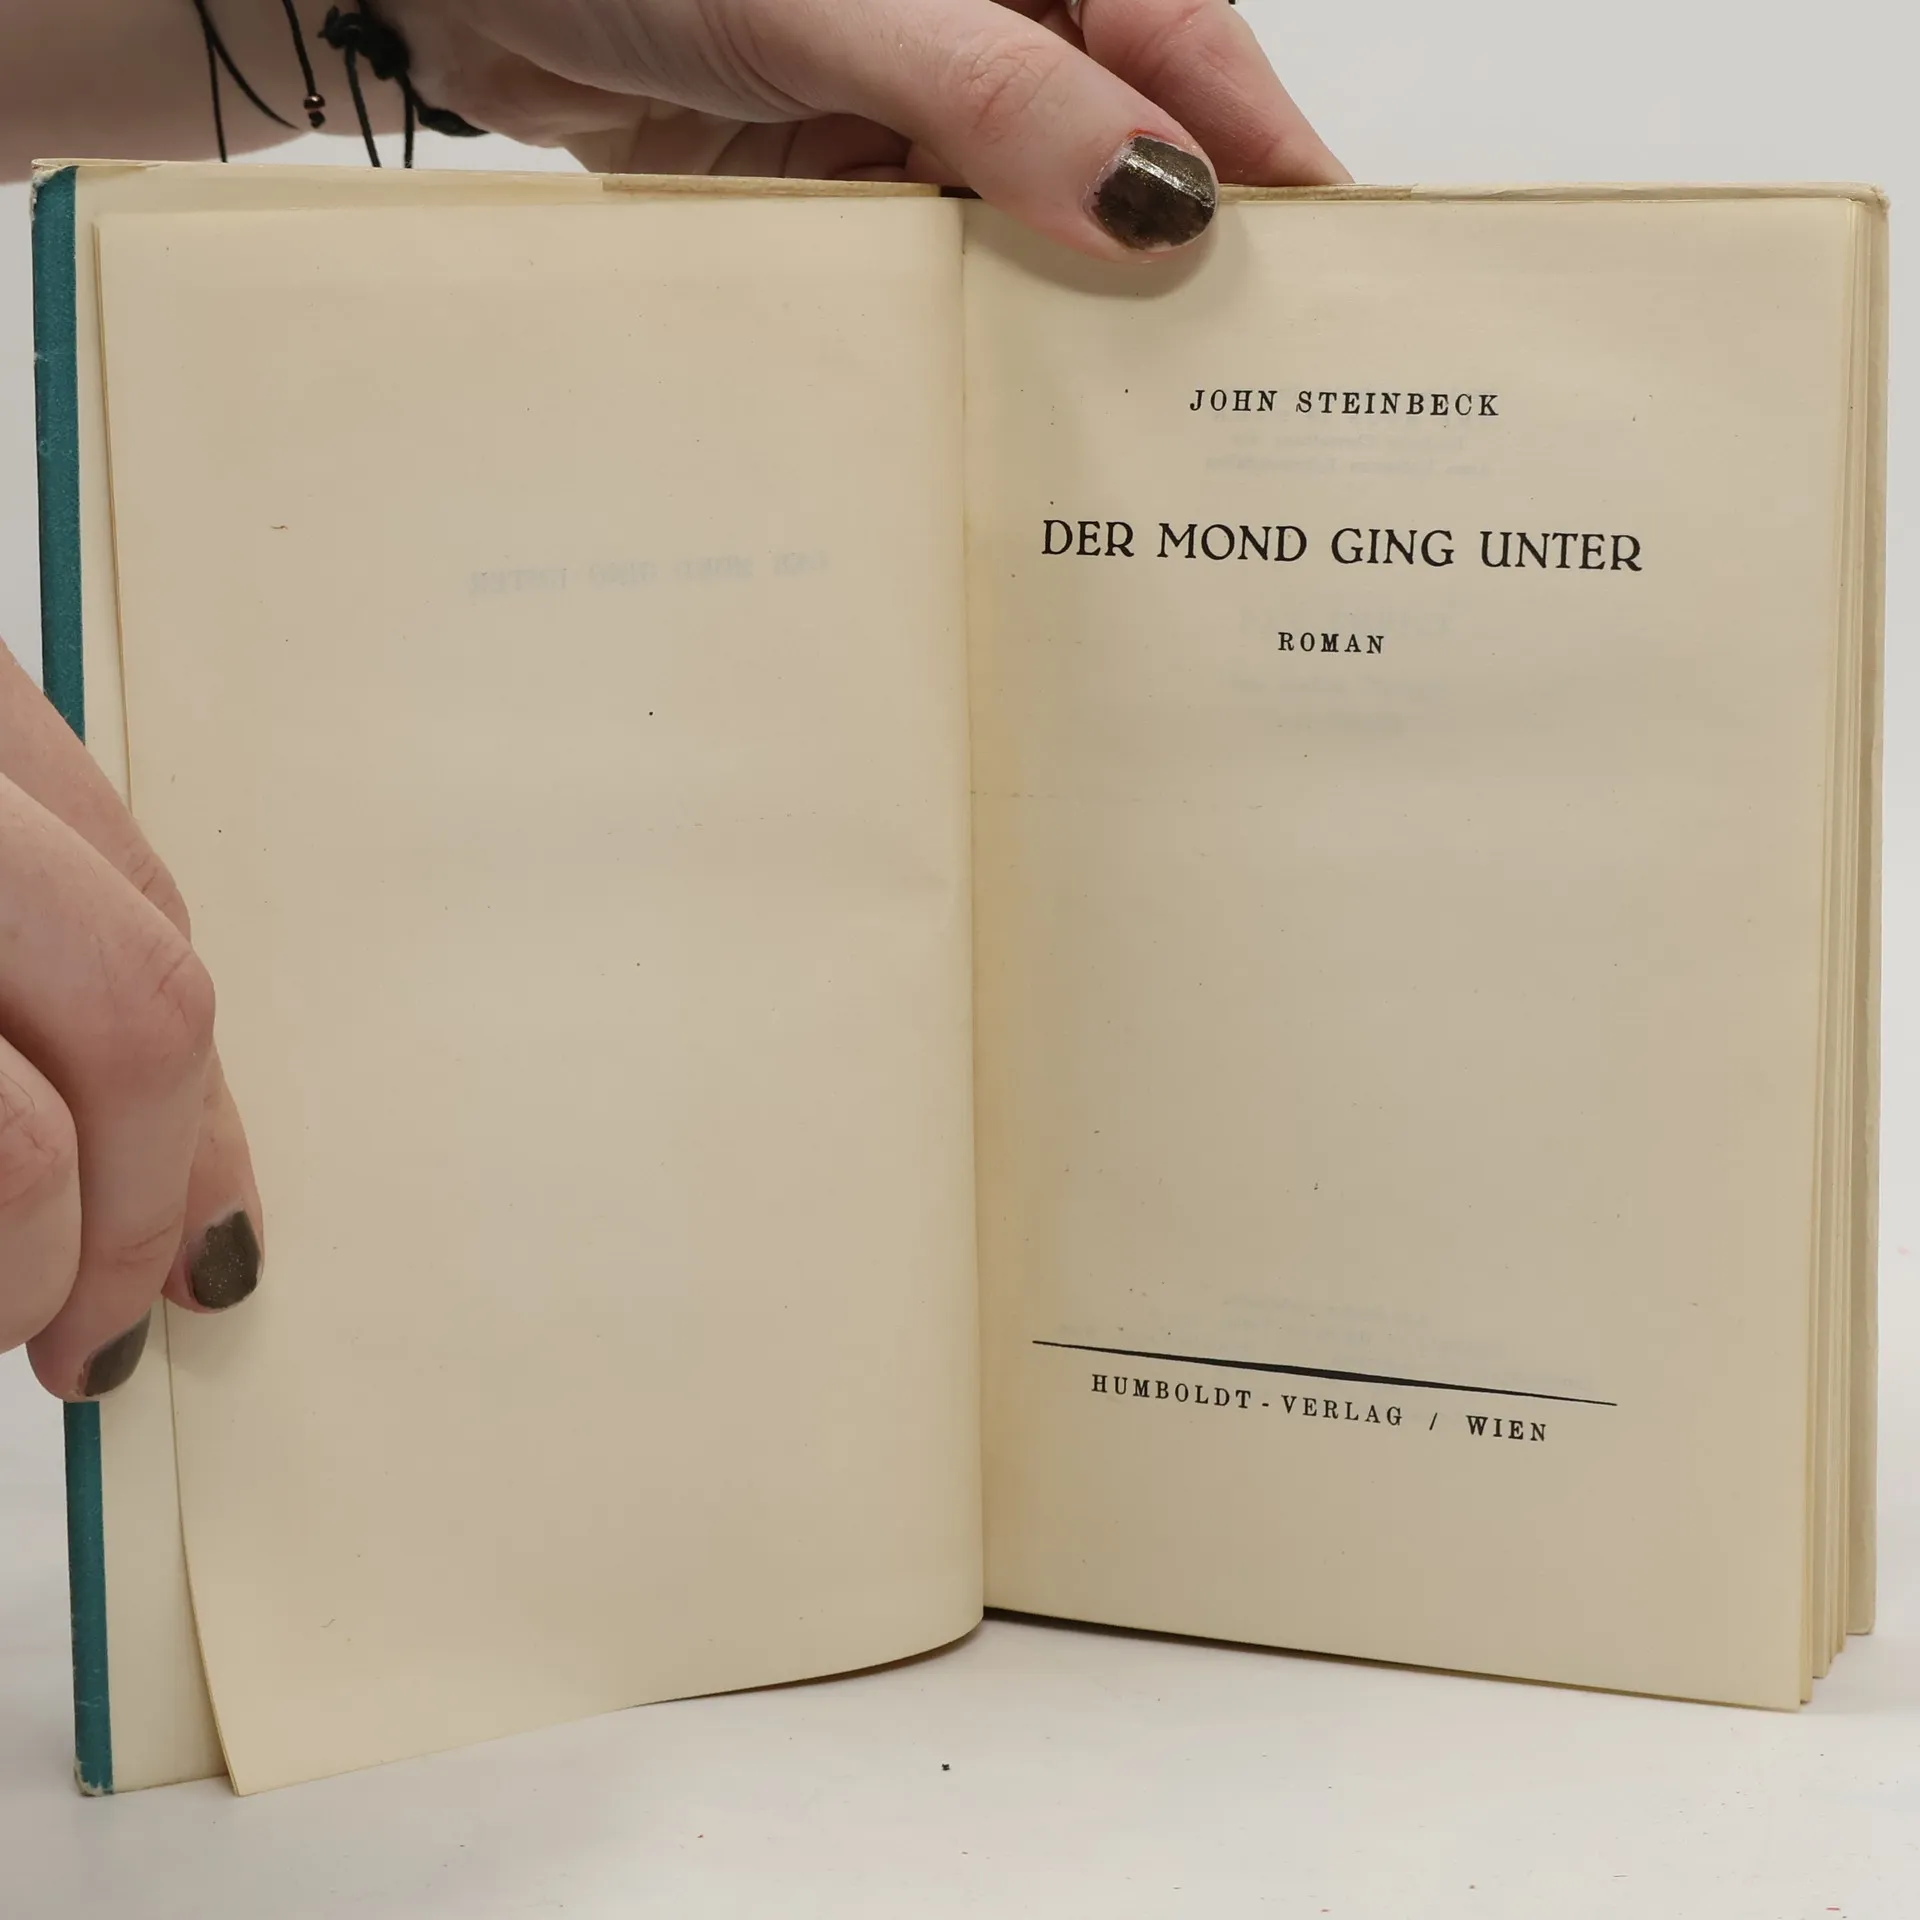 JOHN STEINBECK
DER MOND GING UNTER
ROMAN
HUMBOLDT-VERLAG / WIEN